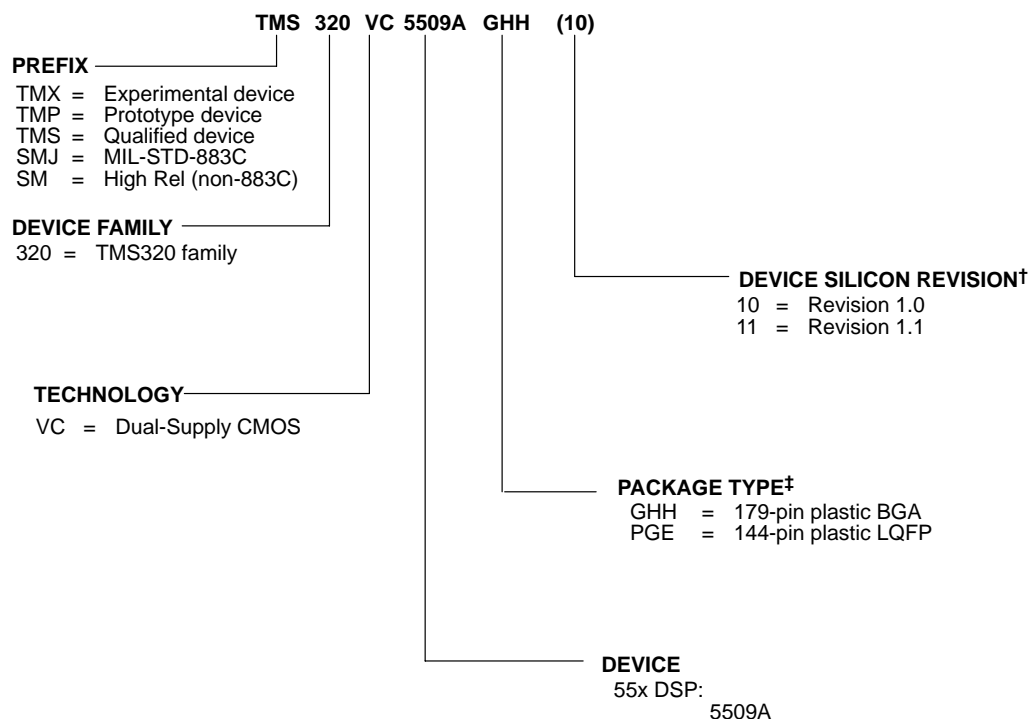 TMS 320 VC 5509A GHH (10)
PREFIX
TMX = Experimental device
TMP = Prototype device
TMS = Qualified device
SMJ = MIL-STD-883C
SM = High Rel (non-883C)
DEVICE FAMILY
320 = TMS320 family
DEVICE SILICON REVISION†
10 = Revision 1.0
11 = Revision 1.1
TECHNOLOGY
VC = Dual-Supply CMOS
PACKAGE TYPE‡
GHH = 179-pin plastic BGA
PGE = 144-pin plastic LQFP
DEVICE
55x DSP:
5509A